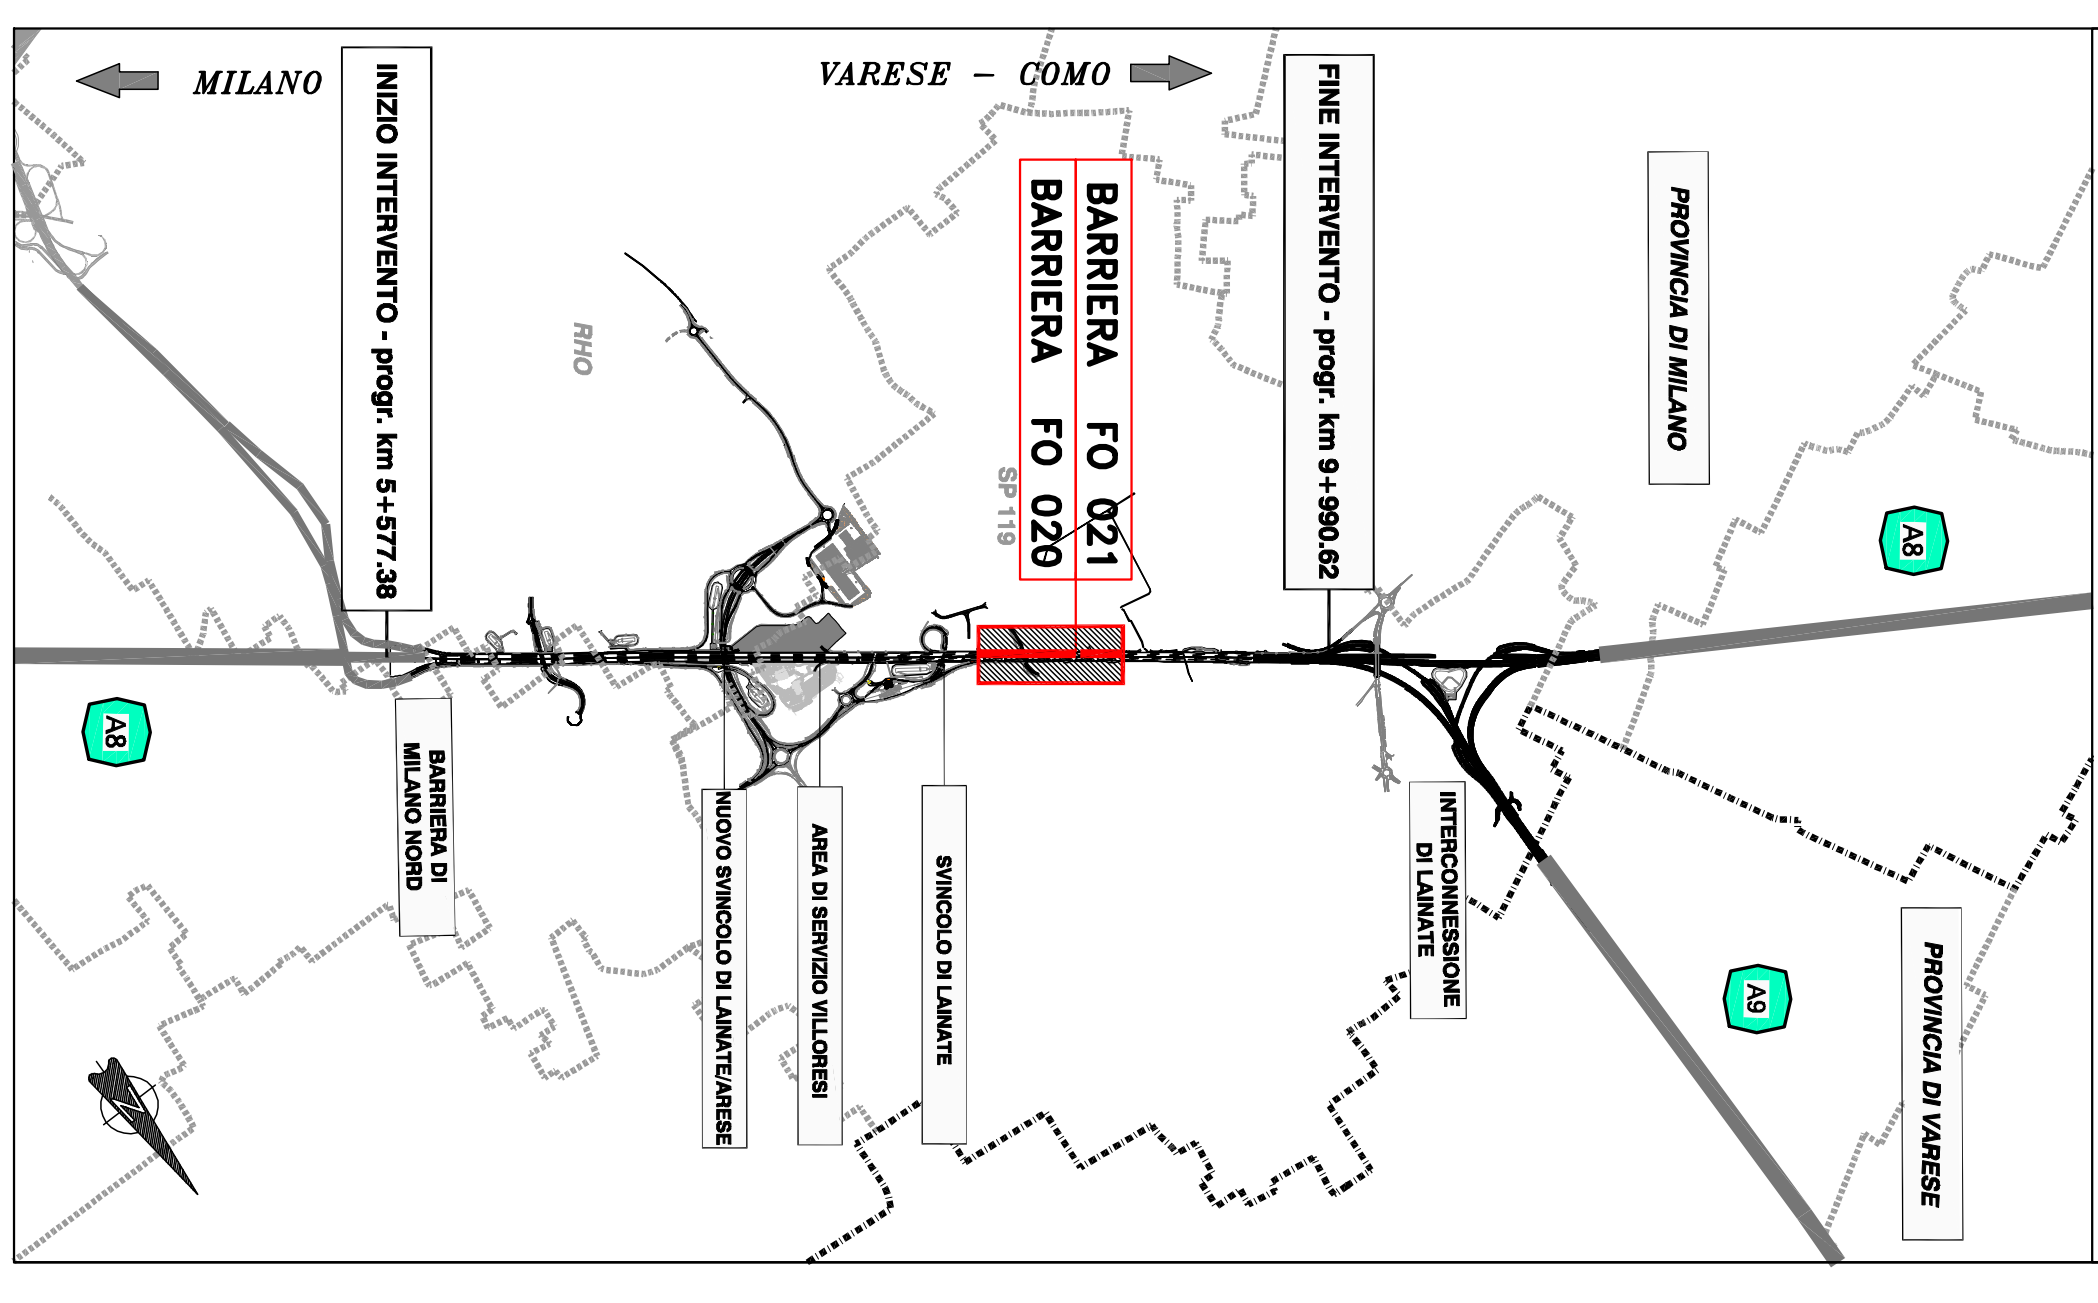 MILANO
VARESE - COMO
INIZIO INTERVENTO - progr. km 5+577.38
RHO
SP 119
BARRIERA FO 021
BARRIERA FO 020
FINE INTERVENTO - progr. km 9+990.62
PROVINCIA DI MILANO
A8
A8
BARRIERA DI
MILANO NORD
NUOVO SVINCOLO DI LAINATE/ARESE
AREA DI SERVIZIO VILLORESI
SVINCOLO DI LAINATE
INTERCONNESSIONE
DI LAINATE
A9
PROVINCIA DI VARESE
N